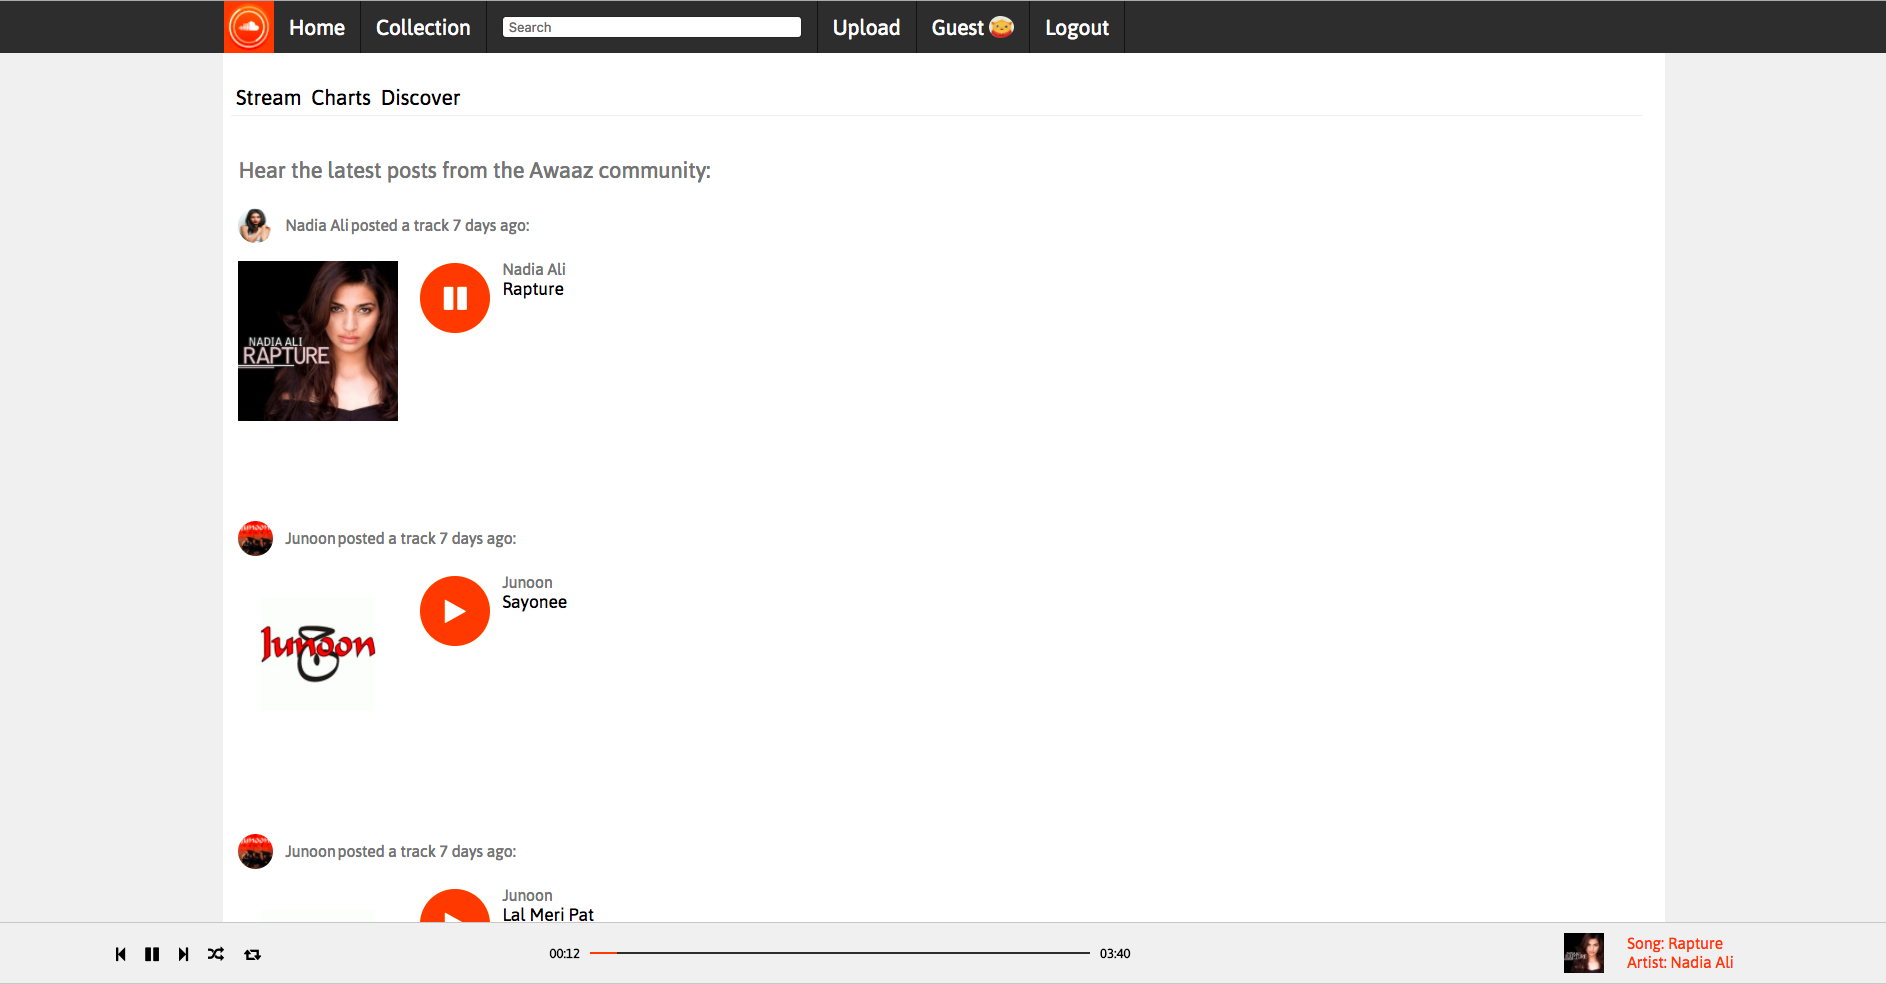 Home Collection Search Upload Guest Logout
Stream Charts Discover
Hear the latest posts from the Awaaz community:
Nadia Ali posted a track 7 days ago:
Nadia Ali
Rapture
NADIA ALI
RAPTURE
Junoon posted a track 7 days ago:
Junoon
Sayonee
Junoon
Junoon posted a track 7 days ago:
Junoon
Lal Meri Pat
00:12 03:40
RAPTURE
Song: Rapture
Artist: Nadia Ali